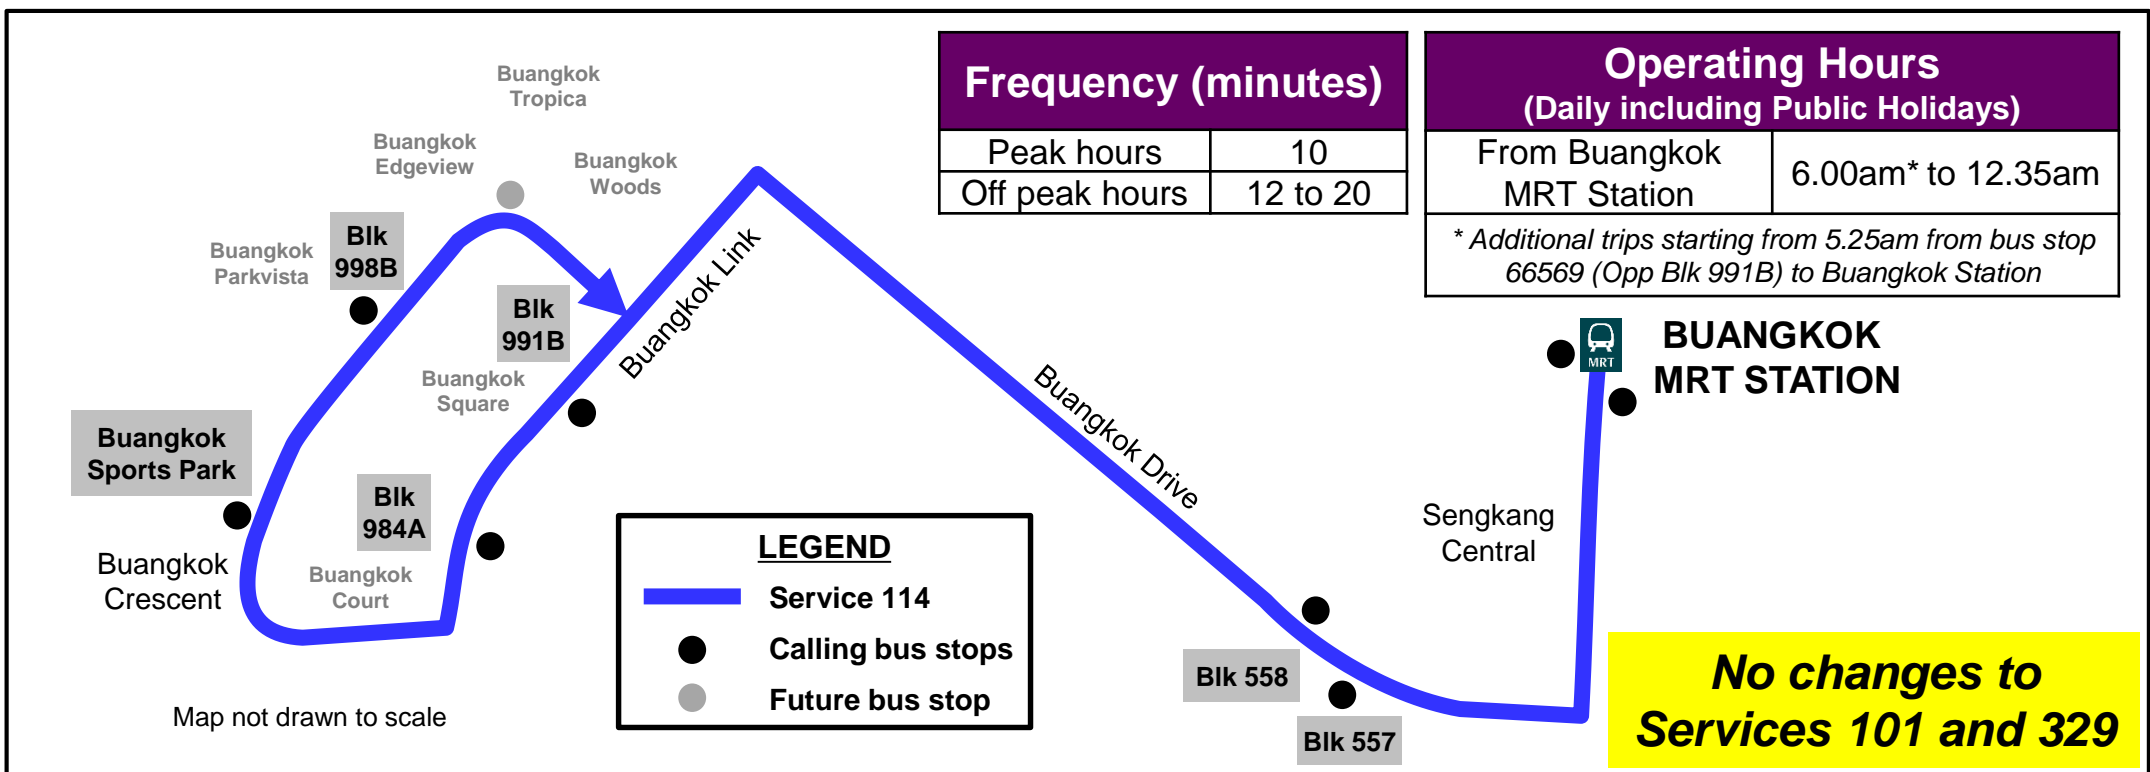 Frequency (minutes)
Peak hours 10
Off peak hours 12 to 20
Operating Hours
(Daily including Public Holidays)
From Buangkok
MRT Station
6.00am* to 12.35am
* Additional trips starting from 5.25am from bus stop
66569 (Opp Blk 991B) to Buangkok Station
Buangkok
Tropica
Buangkok
Edgeview
Buangkok
Woods
Buangkok
Parkvista
Blk
998B
Blk
991B
Buangkok
Square
Buangkok Link
Buangkok
Sports Park
Blk
984A
Buangkok
Crescent
Buangkok
Court
Map not drawn to scale
LEGEND
Service 114
Calling bus stops
Future bus stop
Buangkok Drive
Blk 558
Blk 557
Sengkang
Central
MRT
BUANGKOK
MRT STATION
No changes to
Services 101 and 329